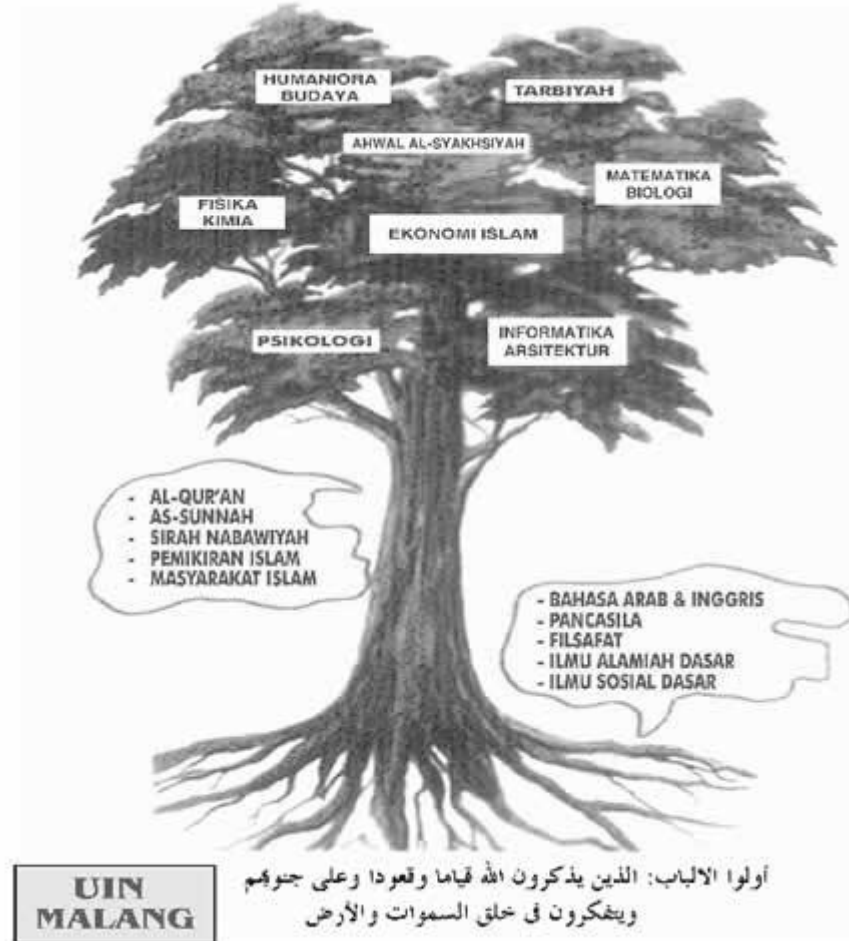 HUMANIORA
BUDAYA
TARBIYAH
AHWAL AL-SYAKHSIYAH
MATEMATIKA
BIOLOGI
FISIKA
KIMIA
EKONOMI ISLAM
PSIKOLOGI
INFORMATIKA
ARSITEKTUR
- AL-QUR'AN
- AS-SUNNAH
- SIRAH NABAWIYAH
- PEMIKIRAN ISLAM
- MASYARAKAT ISLAM
- BAHASA ARAB & INGGRIS
- PANCASILA
- FILSAFAT
- ILMU ALAMIAH DASAR
- ILMU SOSIAL DASAR
UIN
MALANG
أولوا الالباب: الذين يذكرون الله قياما وقعودا وعلى جنوبهم
ويتفكرون فى خلق السموات والأرض